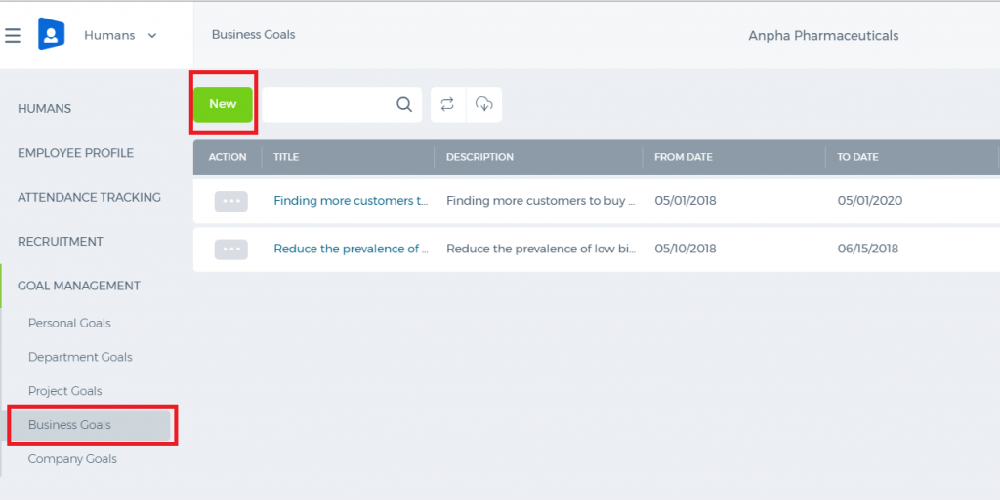 Humans
Business Goals
Anpha Pharmaceuticals
New
HUMANS
EMPLOYEE PROFILE
ATTENDANCE TRACKING
RECRUITMENT
GOAL MANAGEMENT
Personal Goals
Department Goals
Project Goals
Business Goals
Company Goals
ACTION TITLE DESCRIPTION FROM DATE TO DATE
Finding more customers t... Finding more customers to buy ... 05/01/2018 05/01/2020
Reduce the prevalence of ... Reduce the prevalence of low bi... 05/10/2018 06/15/2018